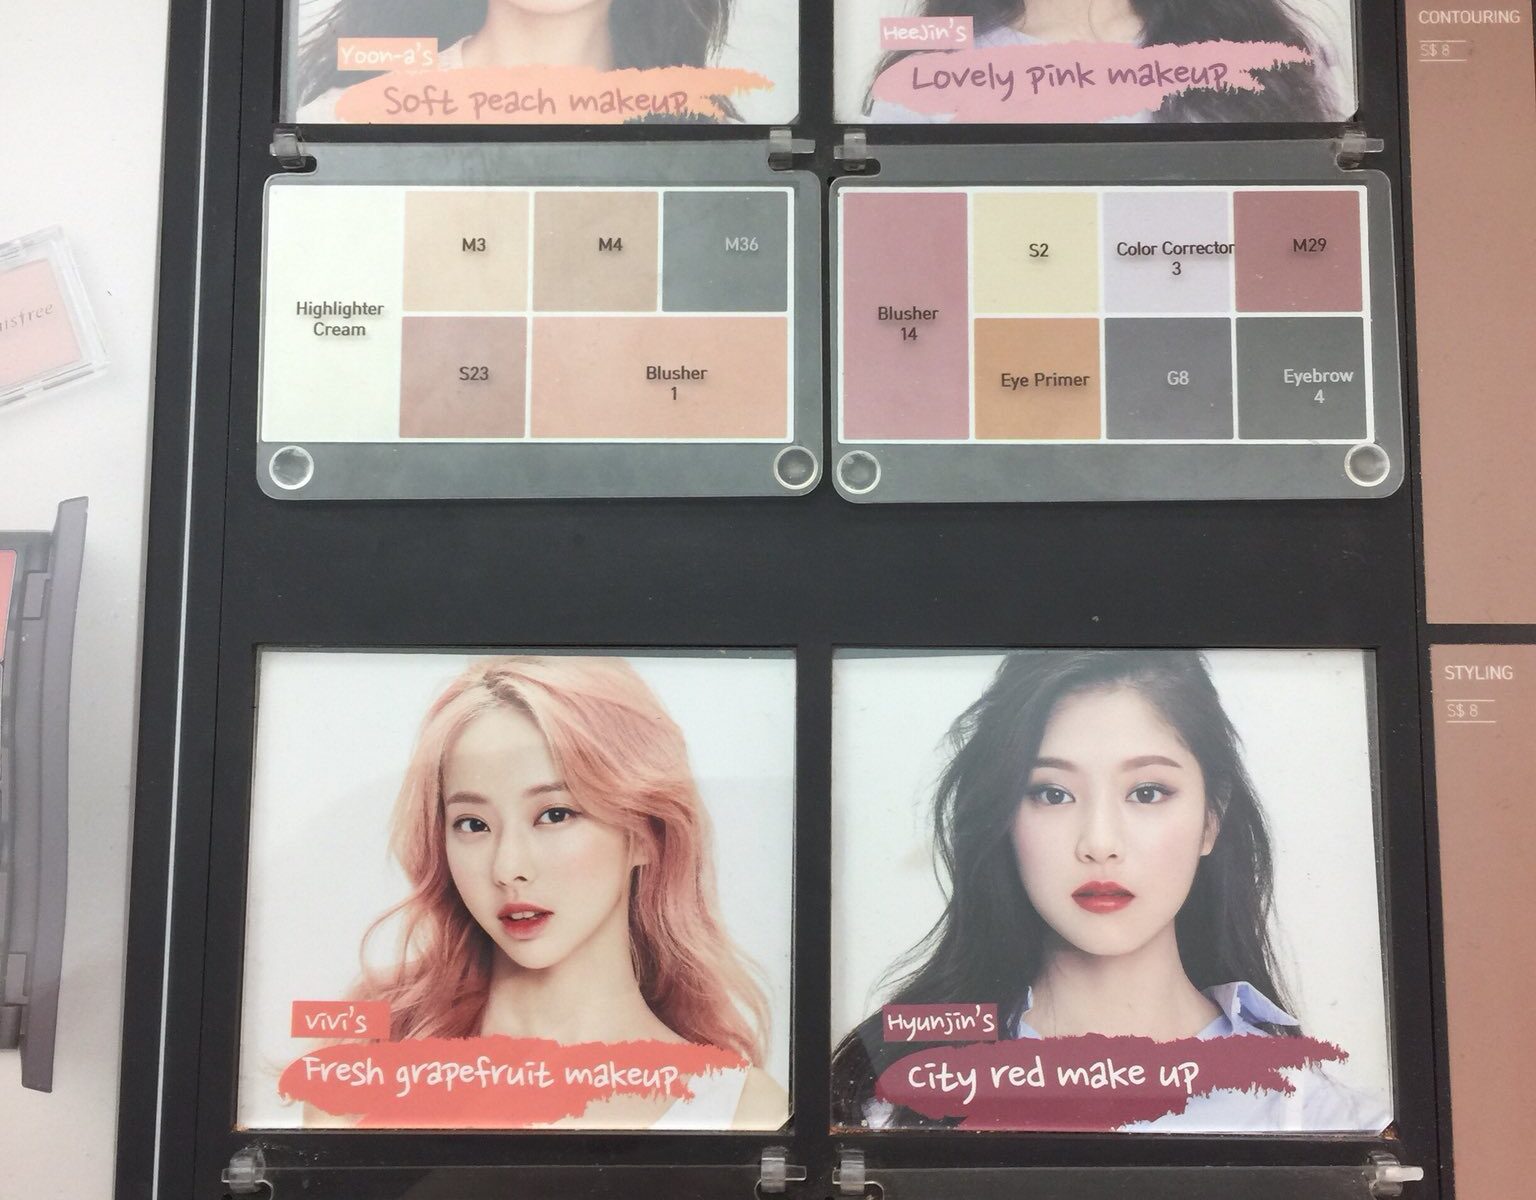 Yoon-a's
Soft peach makeup
HeeJin's
Lovely pink makeup
CONTOURING
S$ 8
Highlighter
Cream
M3
M4
M36
S23
Blusher
1
Blusher
14
S2
Color Corrector
3
M29
Eye Primer
G8
Eyebrow
4
STYLING
S$ 8
ViVi's
Fresh grapefruit makeup
Hyunjin's
city red make up